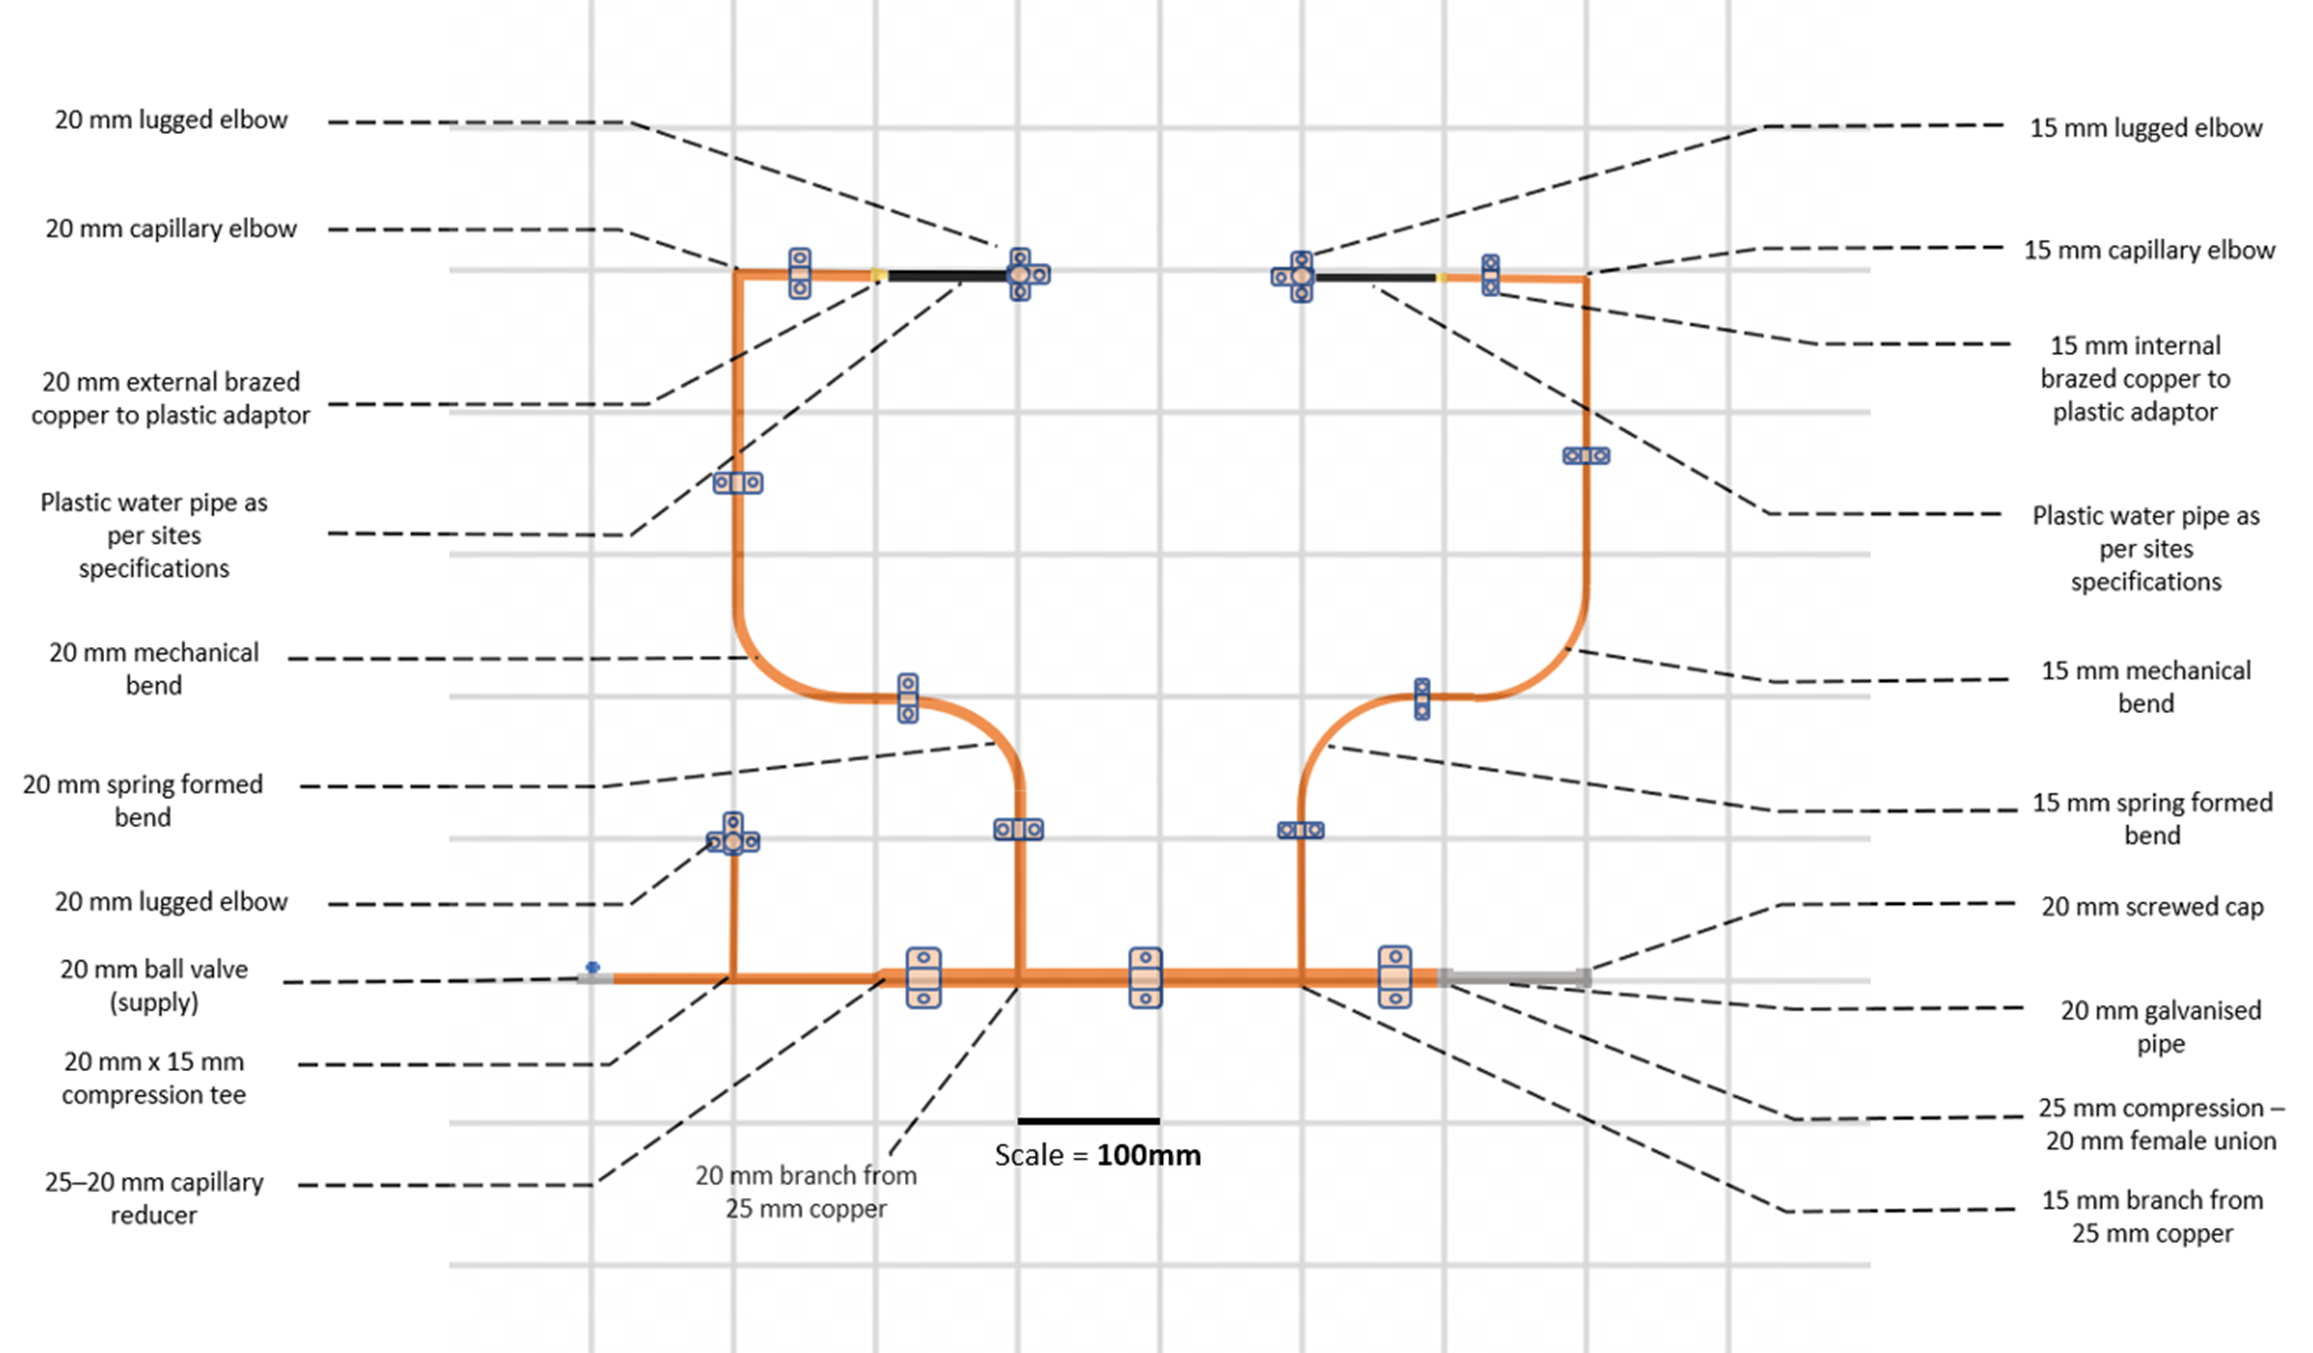 20 mm lugged elbow
20 mm capillary elbow
20 mm external brazed
copper to plastic adaptor
Plastic water pipe as
per sites
specifications
20 mm mechanical
bend
20 mm spring formed
bend
20 mm lugged elbow
20 mm ball valve
(supply)
20 mm x 15 mm
compression tee
25–20 mm capillary
reducer
20 mm branch from
25 mm copper
Scale = 100mm
15 mm lugged elbow
15 mm capillary elbow
15 mm internal
brazed copper to
plastic adaptor
Plastic water pipe as
per sites
specifications
15 mm mechanical
bend
15 mm spring formed
bend
20 mm screwed cap
20 mm galvanised
pipe
25 mm compression –
20 mm female union
15 mm branch from
25 mm copper